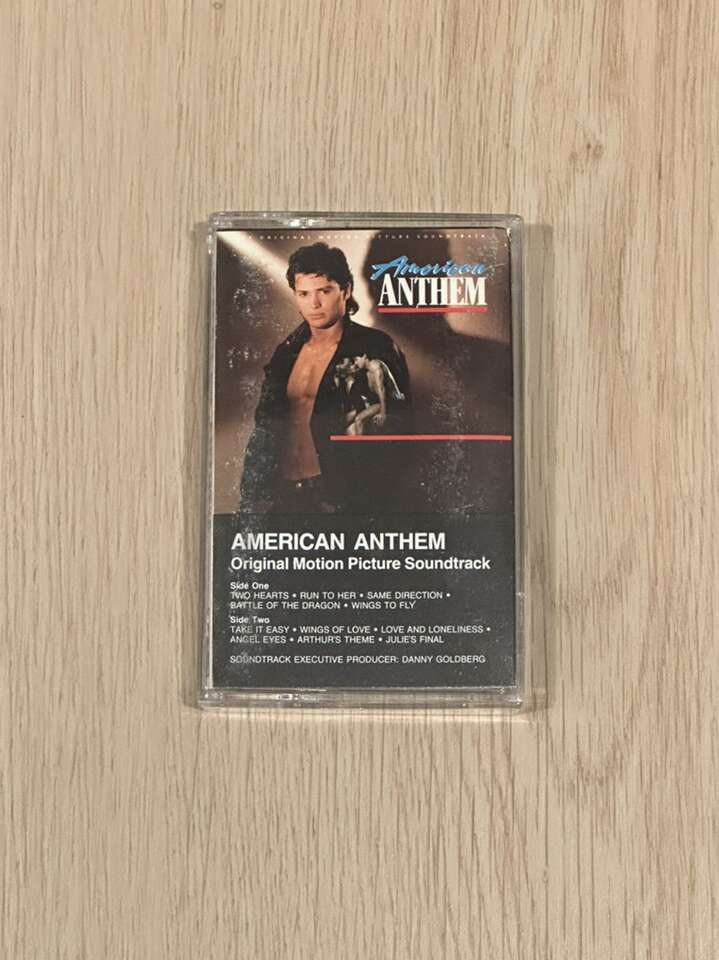 ORIGINAL MOTION PICTURE SOUNDTRACK
American
ANTHEM
AMERICAN ANTHEM
Original Motion Picture Soundtrack
Side One
TWO HEARTS • RUN TO HER • SAME DIRECTION •
BATTLE OF THE DRAGON • WINGS TO FLY
Side Two
TAKE IT EASY • WINGS OF LOVE • LOVE AND LONELINESS •
ANGEL EYES • ARTHUR'S THEME • JULIE'S FINAL
SOUNDTRACK EXECUTIVE PRODUCER: DANNY GOLDBERG